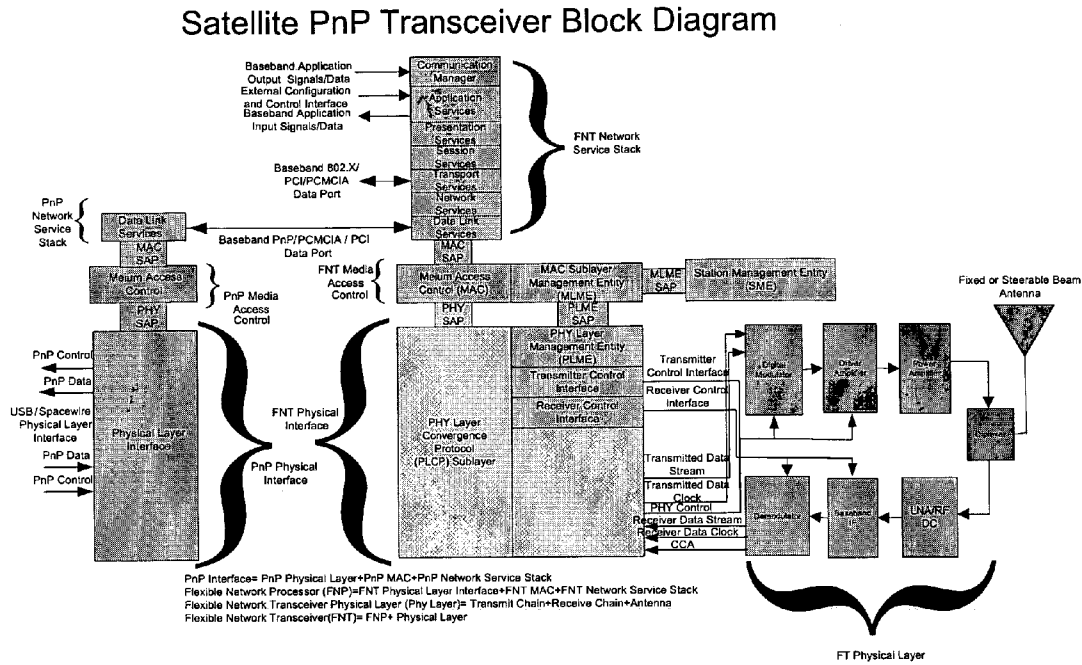 Satellite PnP Transceiver Block Diagram
Baseband Application
Output Signals/Data
External Configuration
and Control Interface
Baseband Application
Input Signals/Data
Communication
Manager
Application
Services
Presentation
Services
Session
Services
Transport
Services
Network
Services
Data Link
Services
FNT Network
Service Stack
Baseband 802.X/
PCI/PCMCIA
Data Port
PnP
Network
Service
Stack
Data Link
Services
Baseband PnP/PCMCIA / PCI
Data Port
MAC
SAP
MAC
SAP
Meium Access
Control
PnP Media
Access
Control
FNT Media
Access
Control
Meium Access
Control (MAC)
MAC Sublayer
Management Entity
(MLME)
MLME
SAP
Station Management Entity
(SME)
PHY
SAP
PHY
SAP
PLME
SAP
Fixed or Steerable Beam
Antenna
PnP Control
PnP Data
USB/Spacewire
Physical Layer
Interface
PnP Data
PnP Control
Physical Layer
Interface
FNT Physical
Interface
PnP Physical
Interface
PHY Layer
Convergence
Protocol
(PLCP) Sublayer
PHY Layer
Management Entity
(PLME)
Transmitter Control
Interface
Receiver Control
Interface
Transmitter
Control Interface
Receiver Control
Interface
Transmitted Data
Stream
Transmitted Data
Clock
PHY Control
Receiver Data Stream
Receiver Data Clock
CCA
Digital
Modulator
Driver
Amplifier
Power
Amplifier
Demodulator
Baseband
IF
LNA/RF
DC
PnP Interface= PnP Physical Layer+PnP MAC+PnP Network Service Stack
Flexible Network Processor (FNP)=FNT Physical Layer Interface+FNT MAC+FNT Network Service Stack
Flexible Network Transceiver Physical Layer (Phy Layer)= Transmit Chain+Receive Chain+Antenna
Flexible Network Transceiver(FNT)= FNP+ Physical Layer
FT Physical Layer